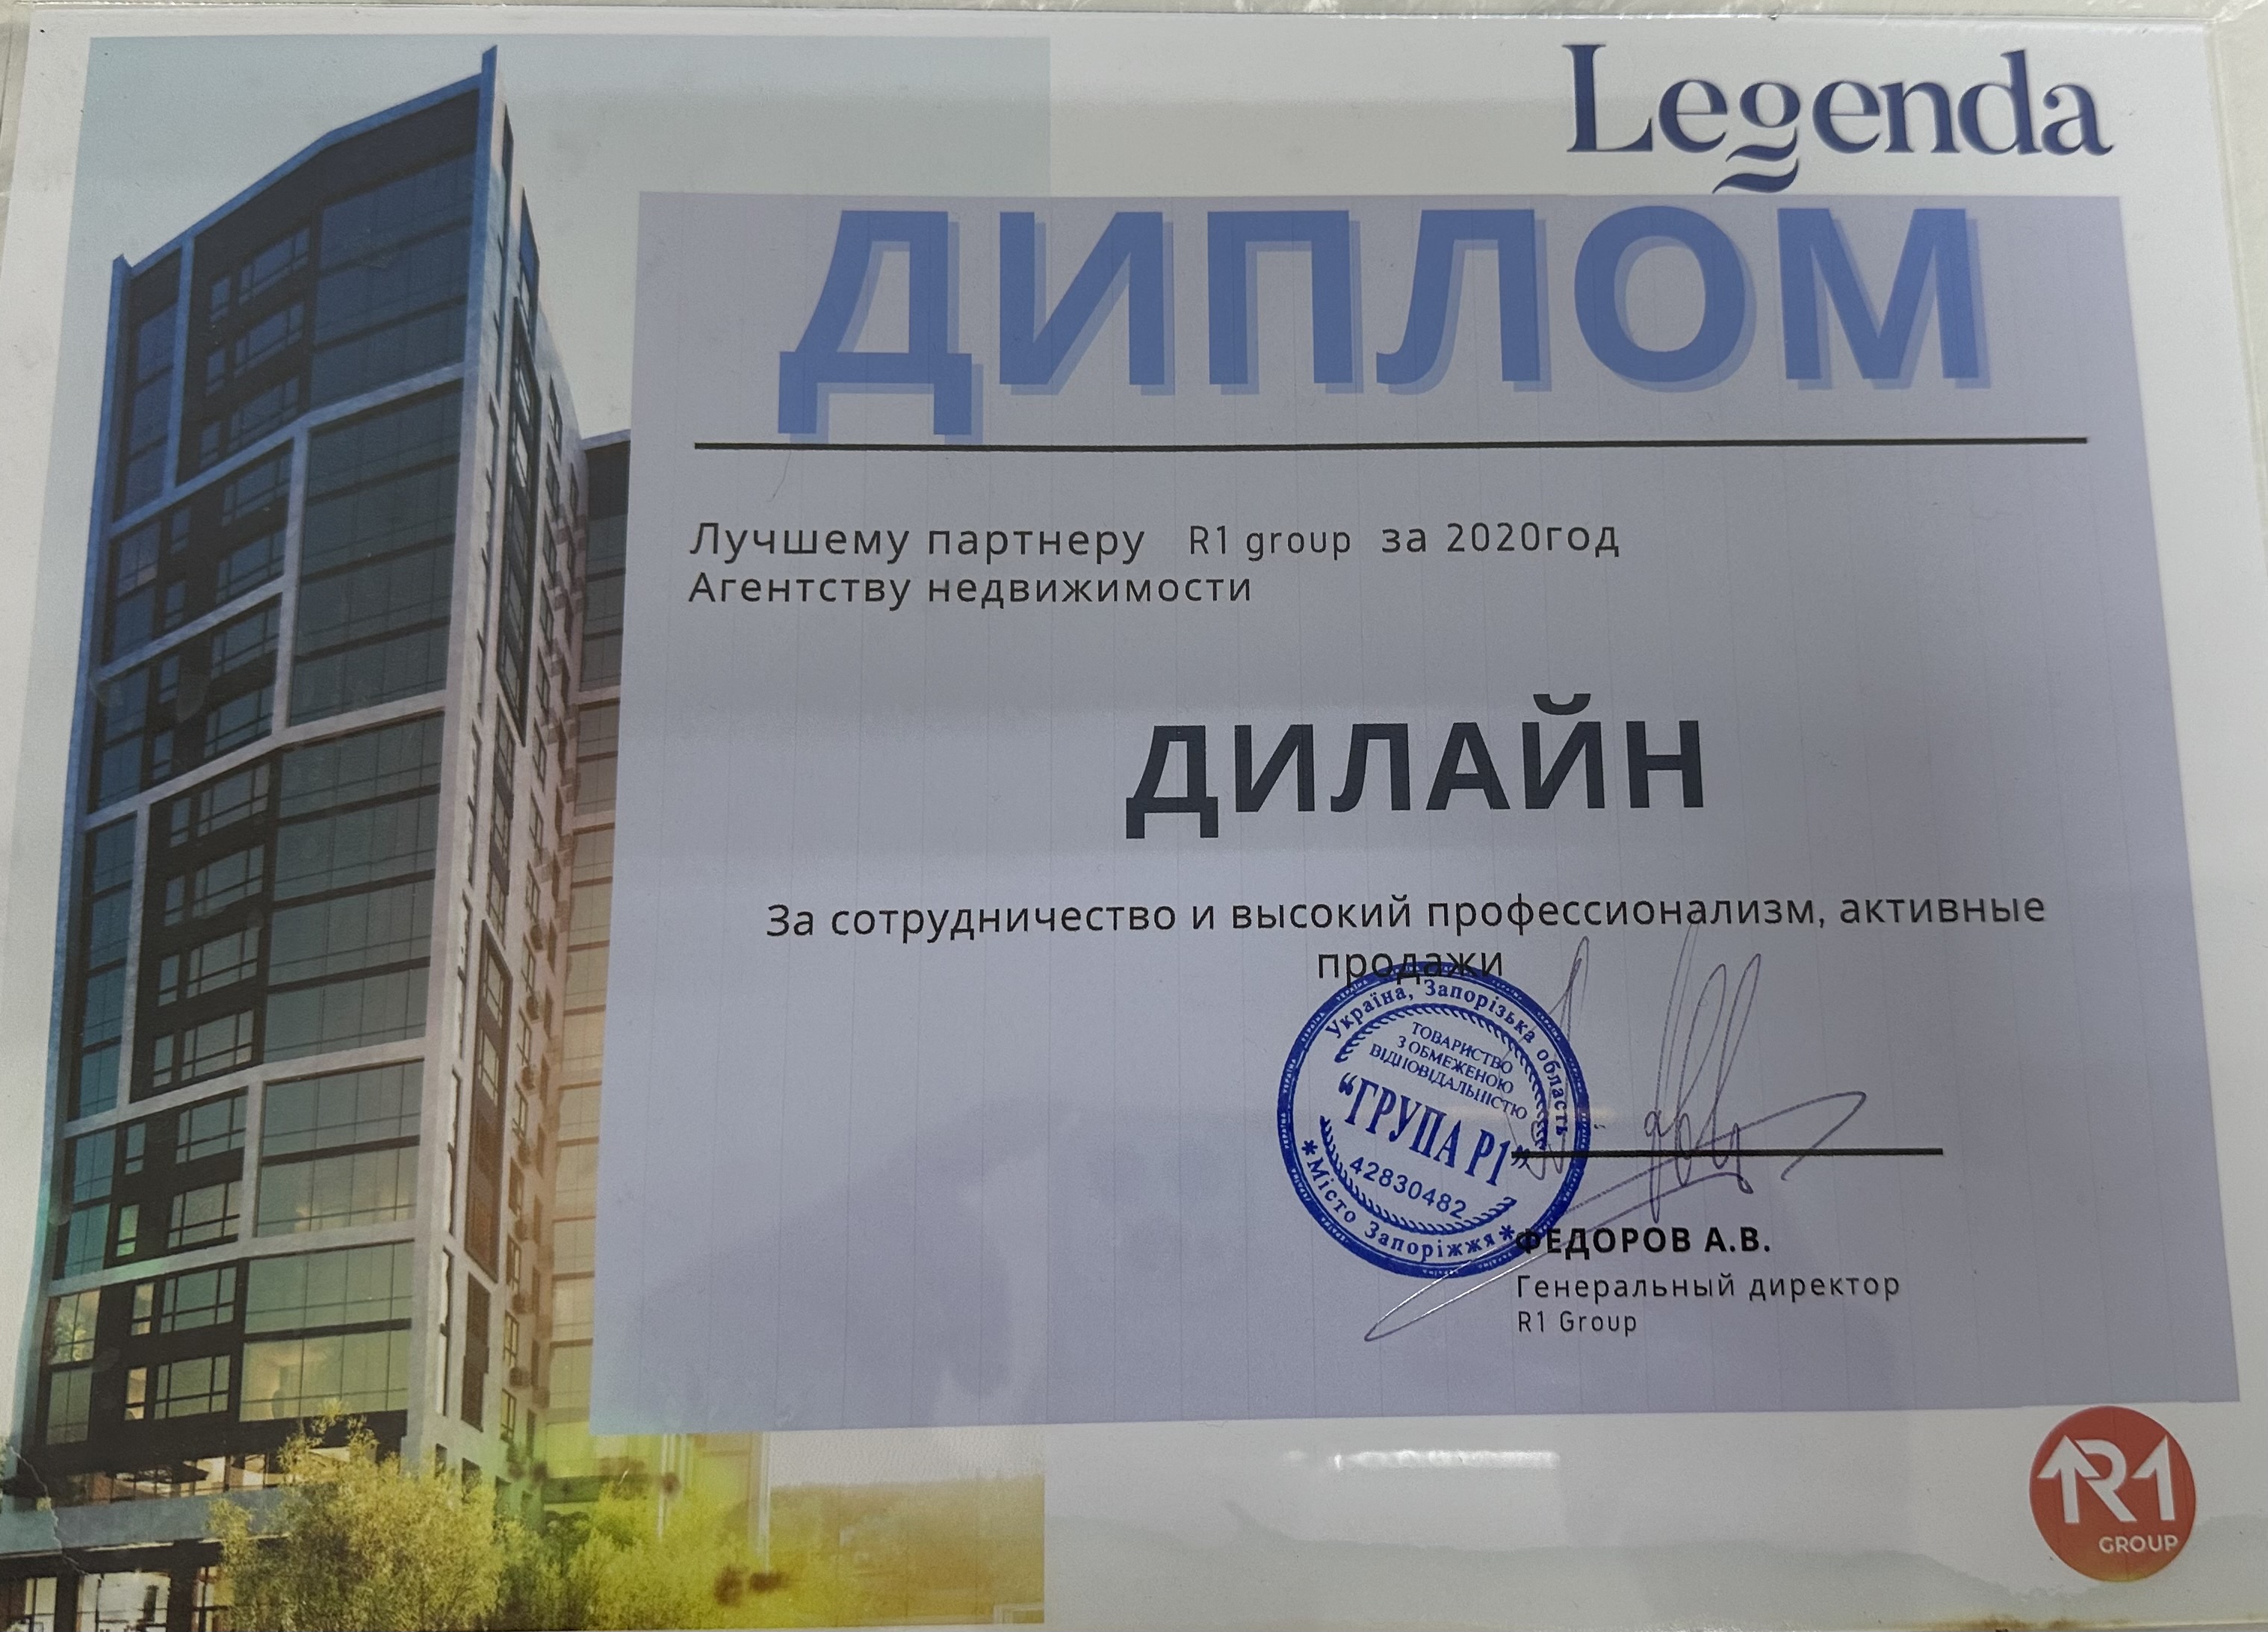 Legenda
ДИПЛОМ
Лучшему партнеру R1 group за 2020год
Агентству недвижимости
ДИЛАЙН
За сотрудничество и высокий профессионализм, активные
продажи
Україна, Запорізька область
ТОВАРИСТВО
З ОБМЕЖЕНОЮ
ВІДПОВІДАЛЬНІСТЮ
“ГРУПА Р1”
42830482
*Місто Запоріжжя*
ФЕДОРОВ А.В.
Генеральный директор
R1 Group
R1
GROUP